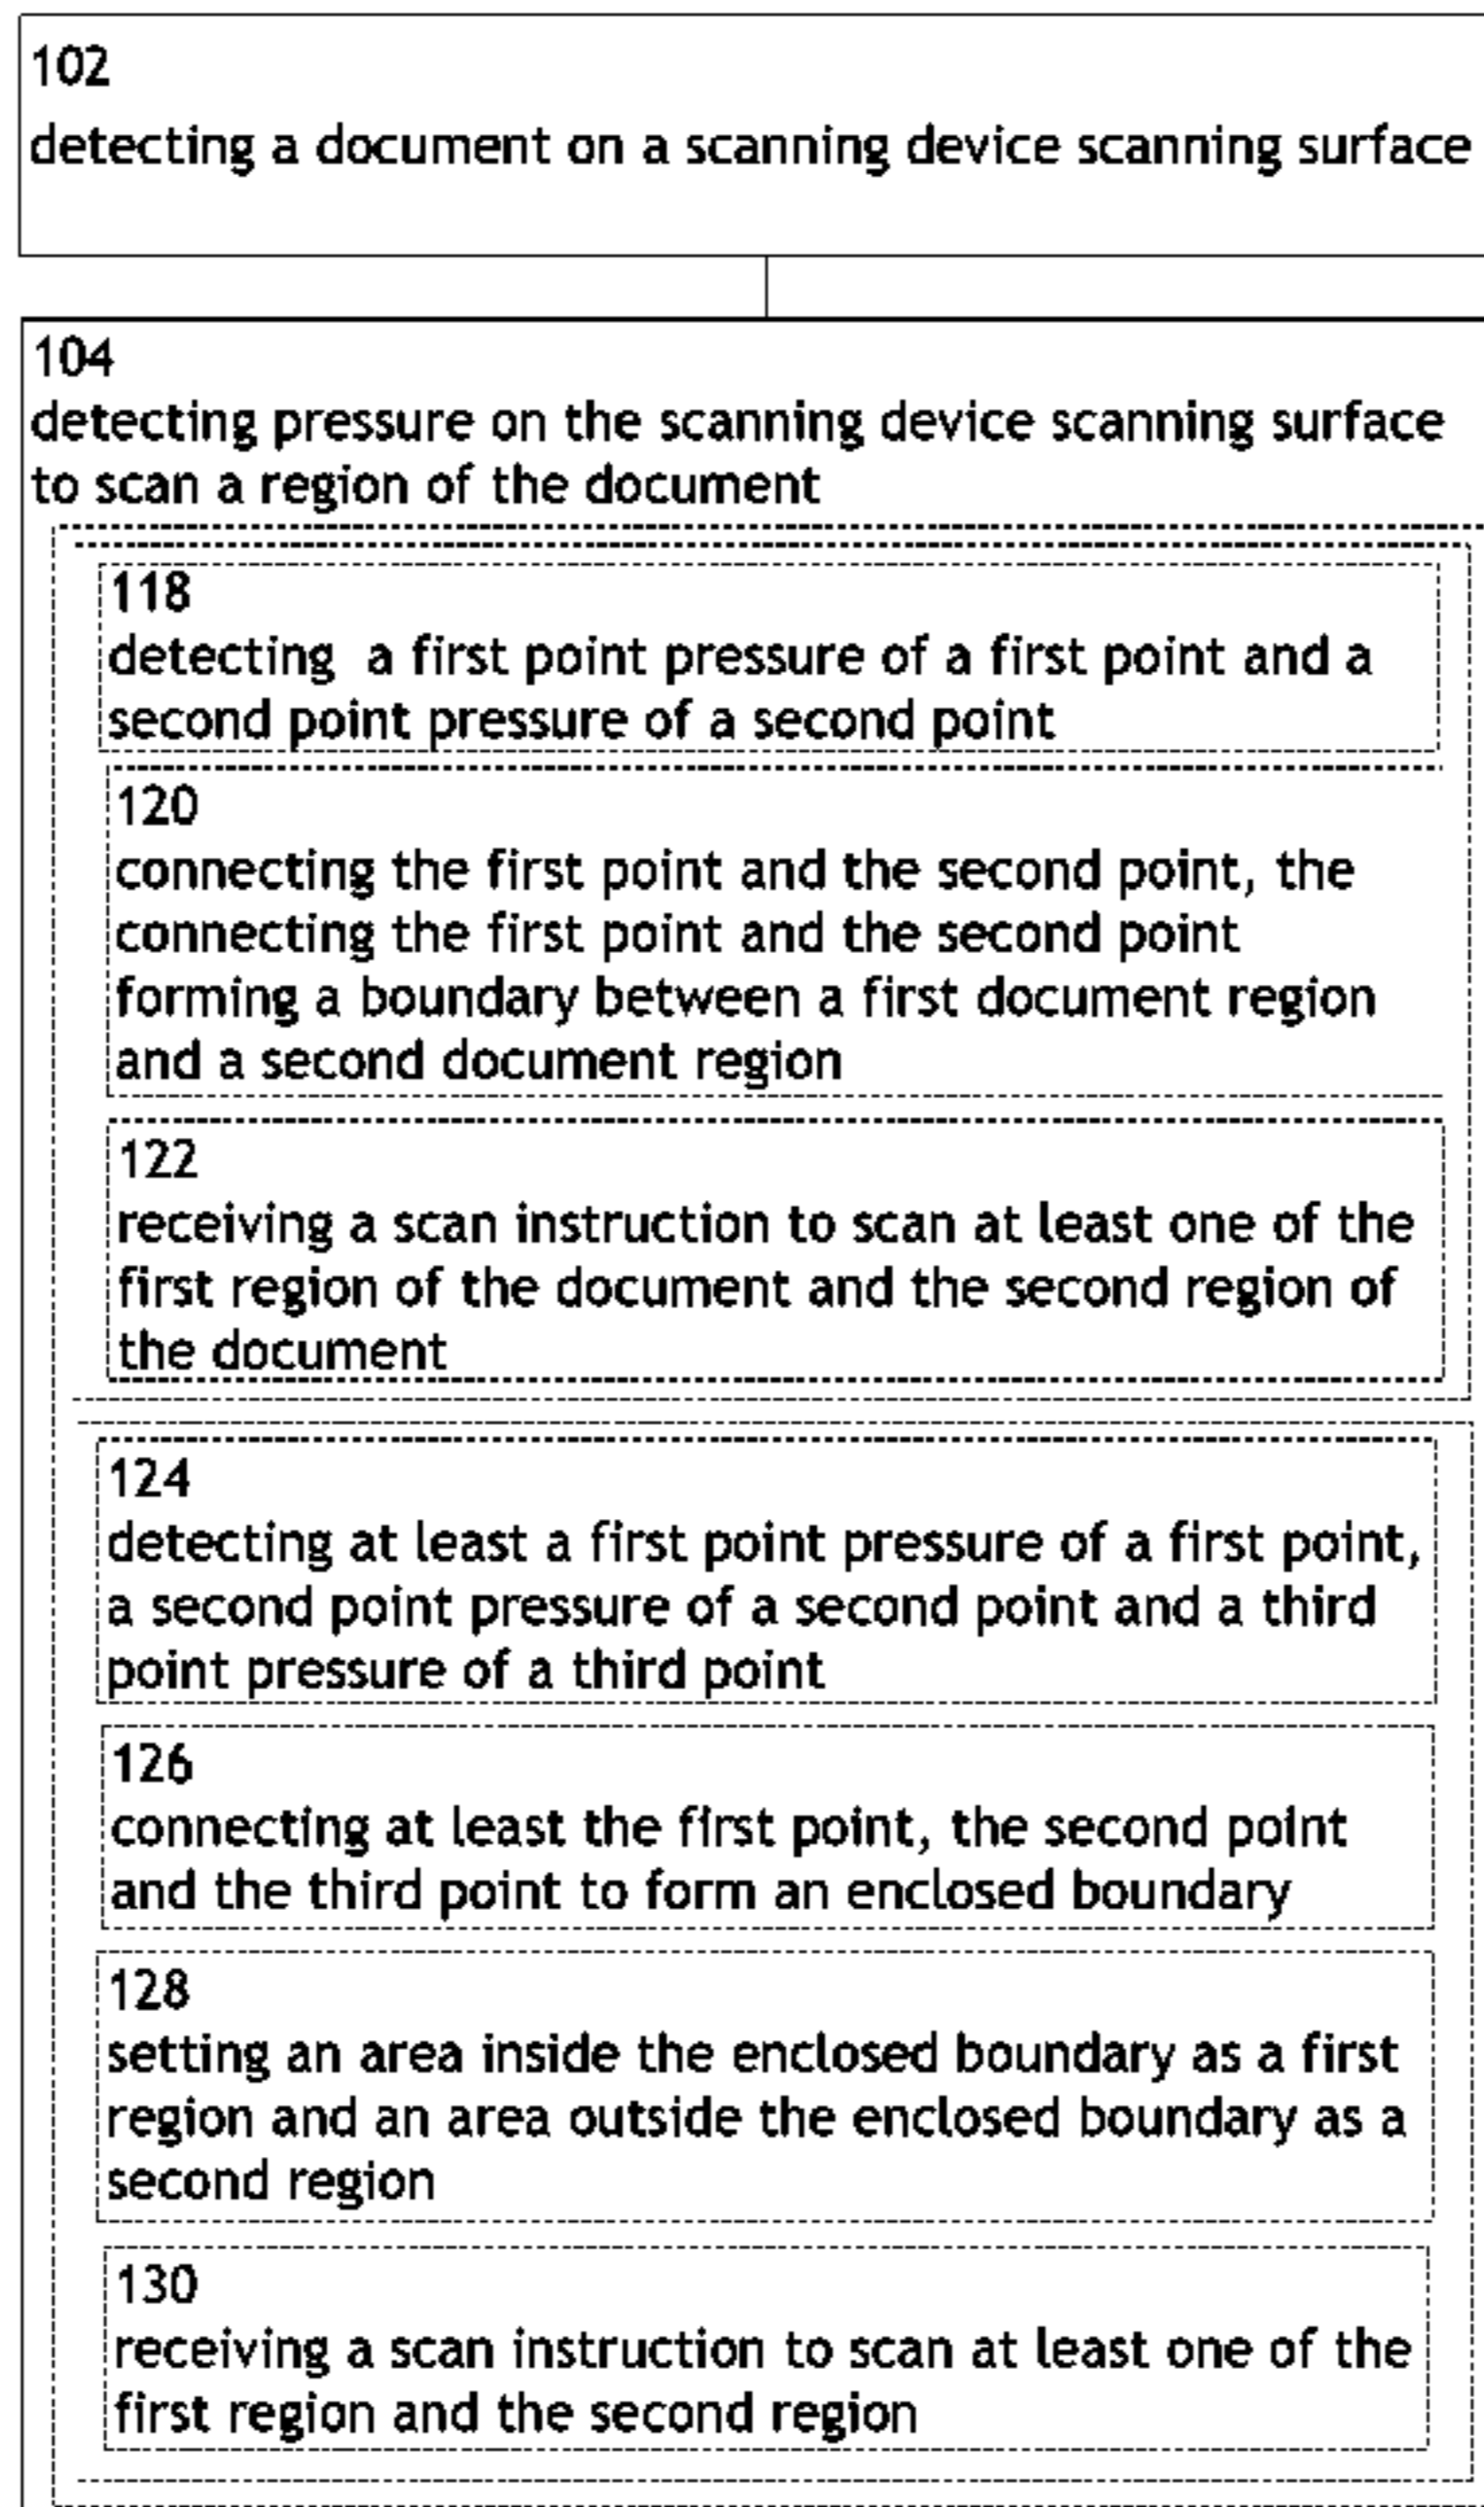 102
detecting a document on a scanning device scanning surface
104
detecting pressure on the scanning device scanning surface
to scan a region of the document
118
detecting a first point pressure of a first point and a
second point pressure of a second point
120
connecting the first point and the second point, the
connecting the first point and the second point
forming a boundary between a first document region
and a second document region
122
receiving a scan instruction to scan at least one of the
first region of the document and the second region of
the document
124
detecting at least a first point pressure of a first point,
a second point pressure of a second point and a third
point pressure of a third point
126
connecting at least the first point, the second point
and the third point to form an enclosed boundary
128
setting an area inside the enclosed boundary as a first
region and an area outside the enclosed boundary as a
second region
130
receiving a scan instruction to scan at least one of the
first region and the second region